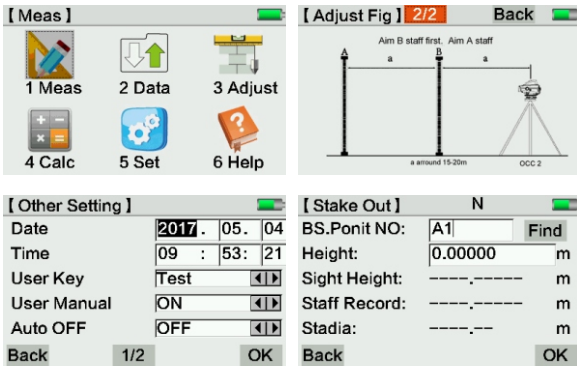 【Meas】
1 Meas 2 Data 3 Adjust
4 Calc 5 Set 6 Help
【Adjust Fig】 2/2 Back
Aim B staff first, Aim A staff
A B
a a
a arround 15-20m OCC 2
【Other Setting】
Date 2017. 05. 04
Time 09 : 53: 21
User Key Test
User Manual ON
Auto OFF OFF
Back 1/2 OK
【Stake Out】 N
BS.Ponit NO: A1 Find
Height: 0.00000 m
Sight Height: ----.----- m
Staff Record: ----.----- m
Stadia: ----.-- m
Back OK